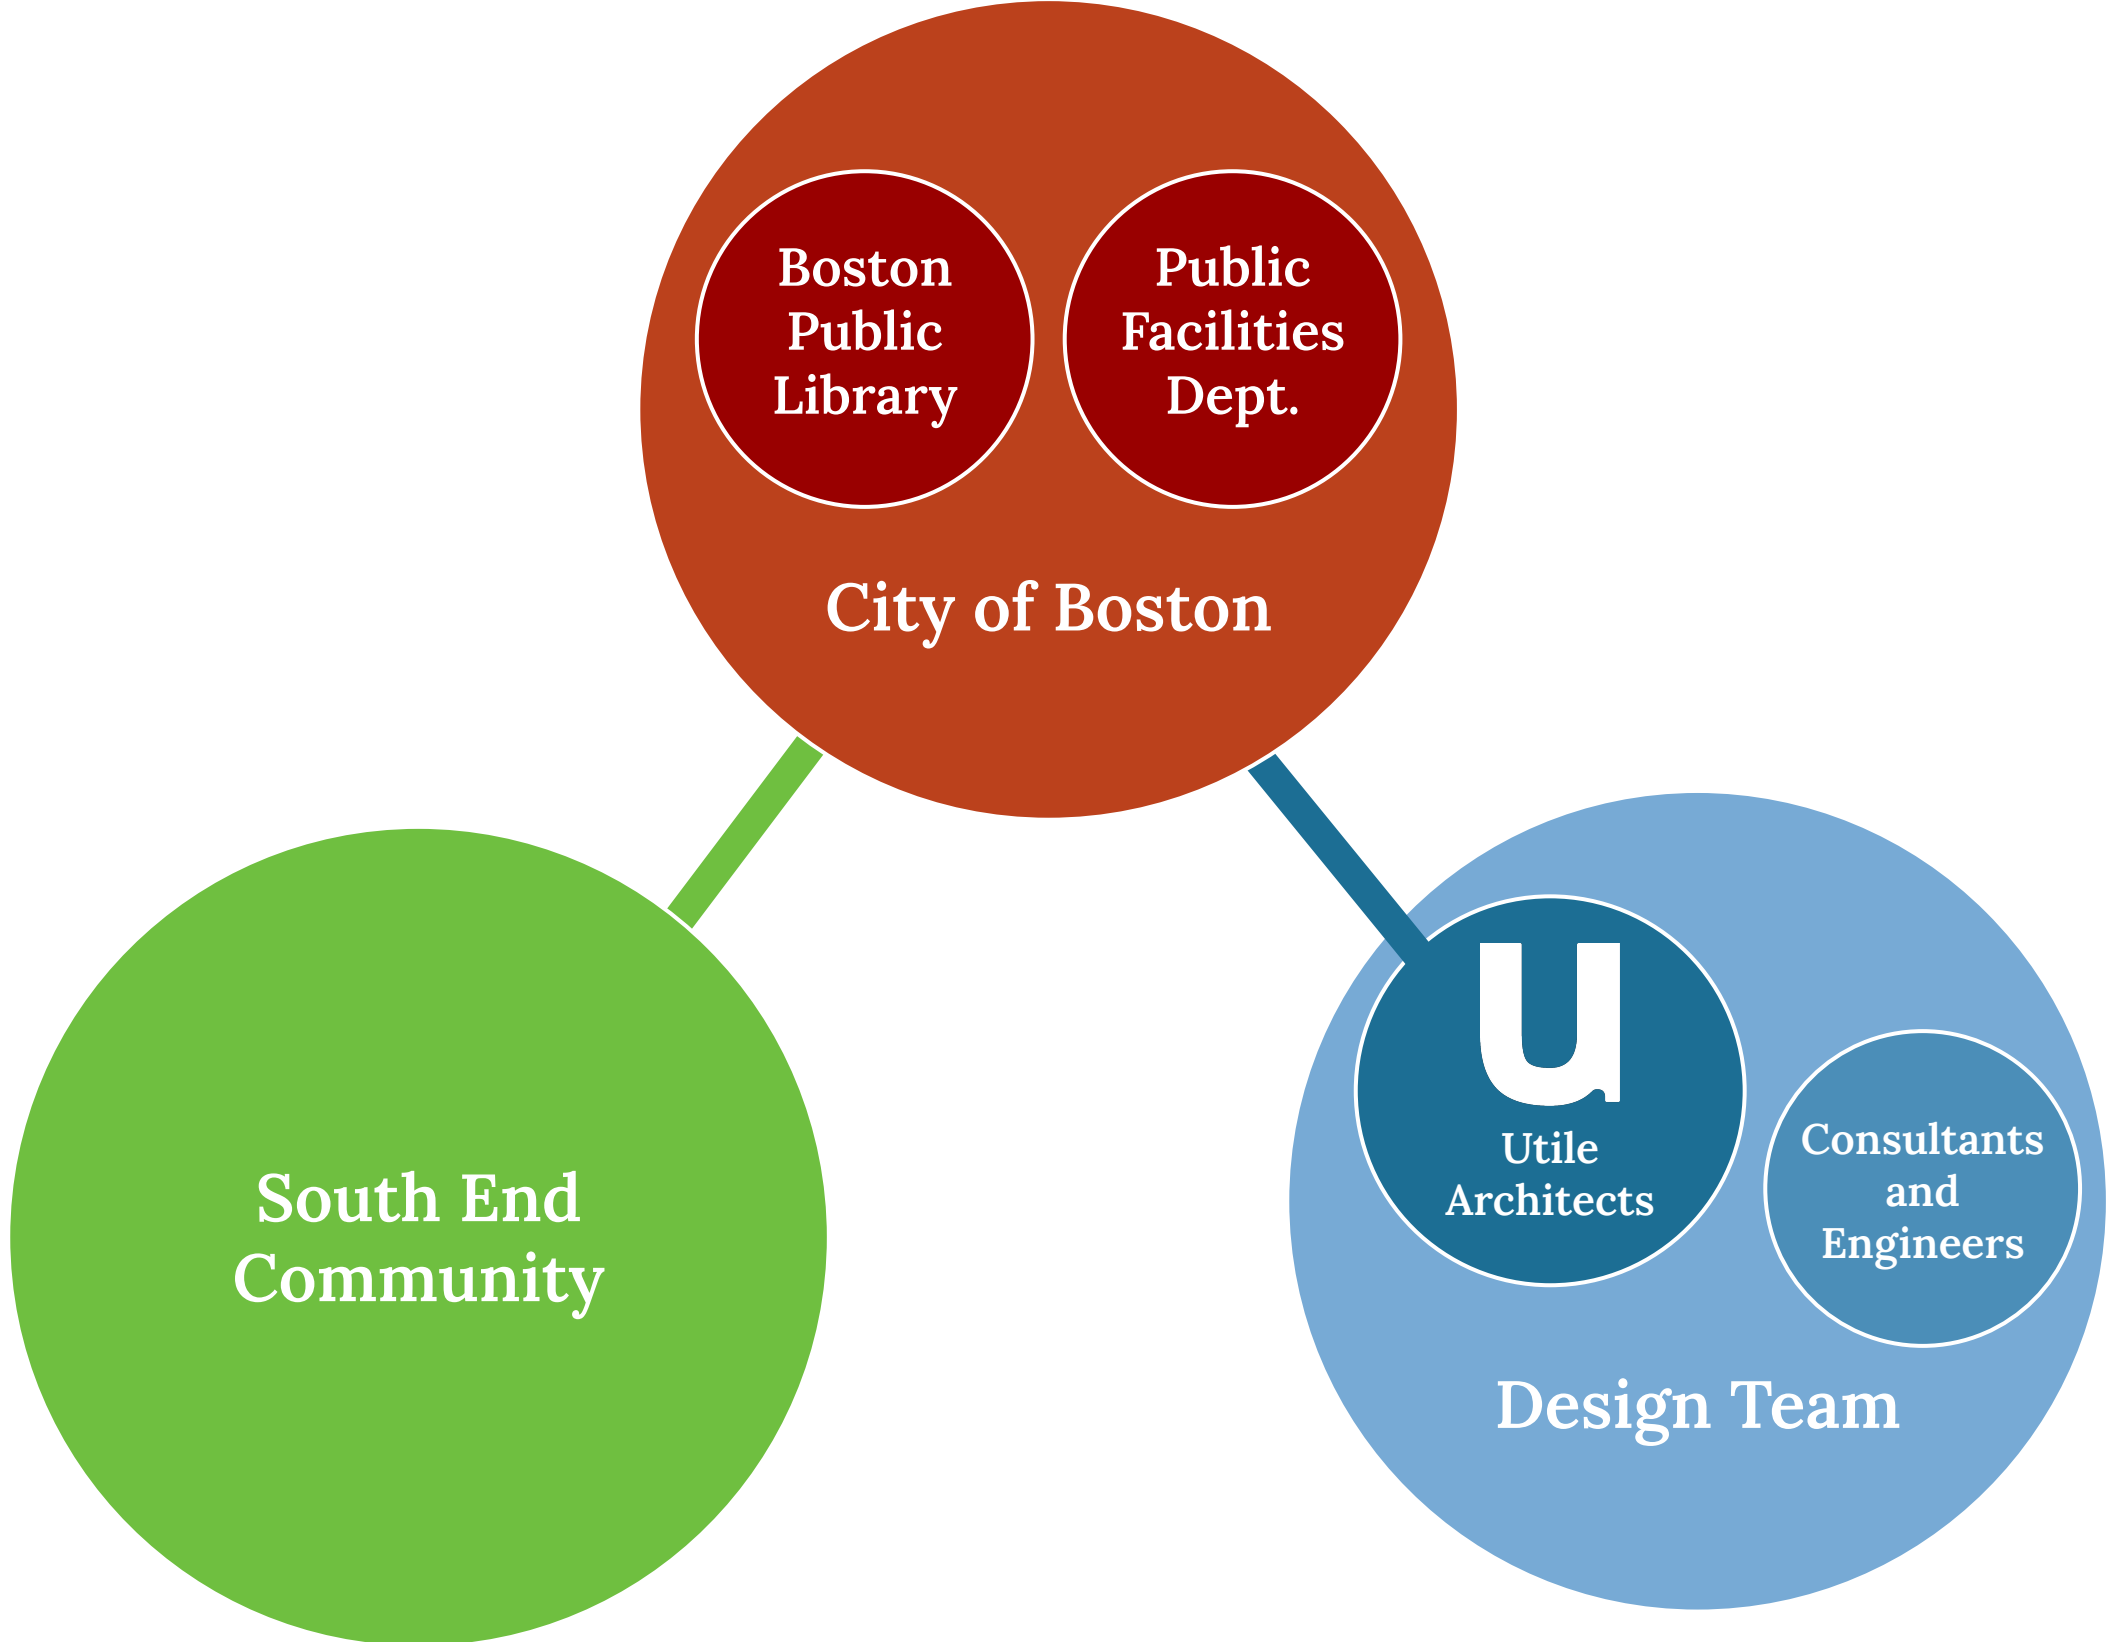 Boston
Public
Library
Public
Facilities
Dept.
City of Boston
South End
Community
u
Utile
Architects
Consultants
and
Engineers
Design Team